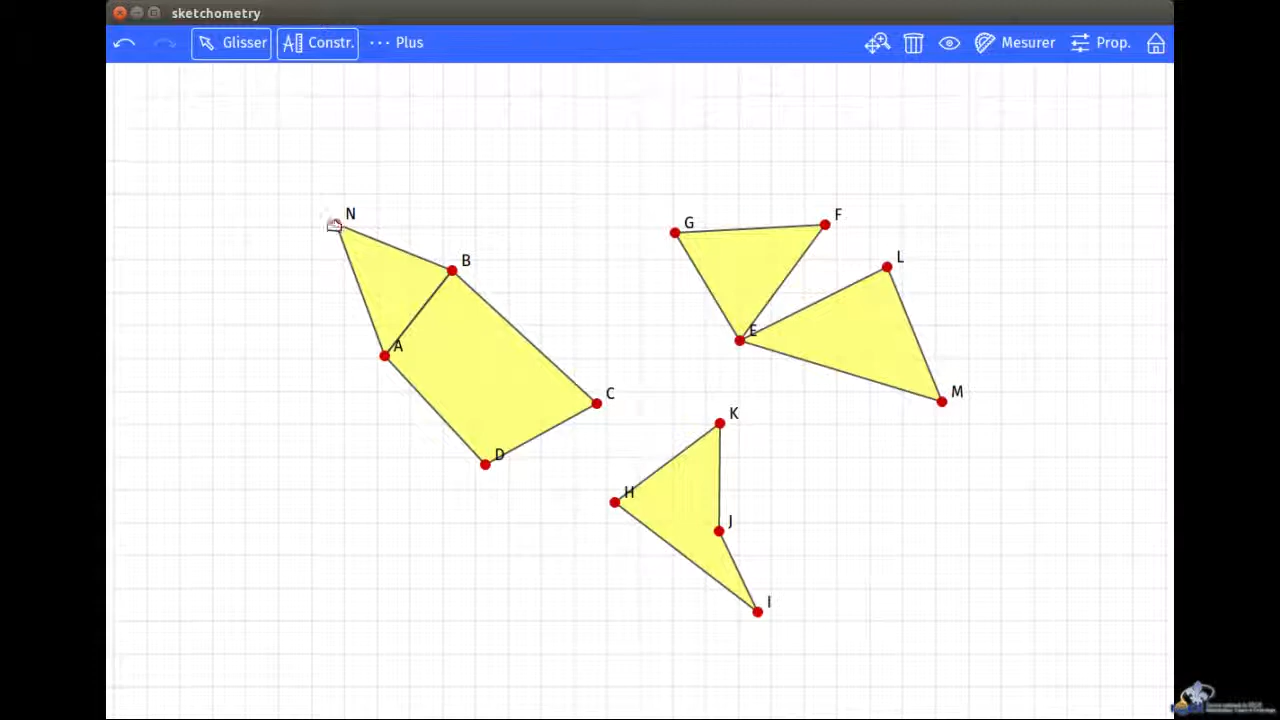 sketchometry
Glisser Constr. Plus Mesurer Prop.
N
G
F
B
L
E
A
M
C
K
D
H
J
I